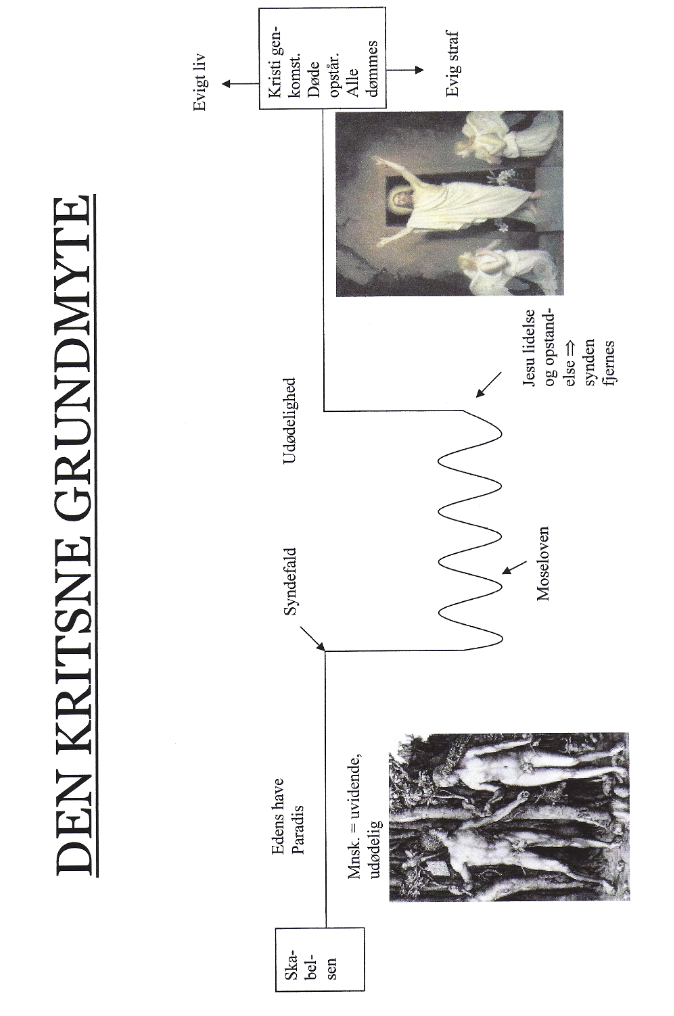 DEN KRITSNE GRUNDMYTE
Ska-
bel-
sen
Edens have
Paradis
Mnsk. = uvidende,
udødelig
Syndefald
Moseloven
Udødelighed
Jesu lidelse
og opstand-
else ⇒
synden
fjernes
Kristi gen-
komst.
Døde
opstår.
Alle
dømmes
Evigt liv
Evig straf